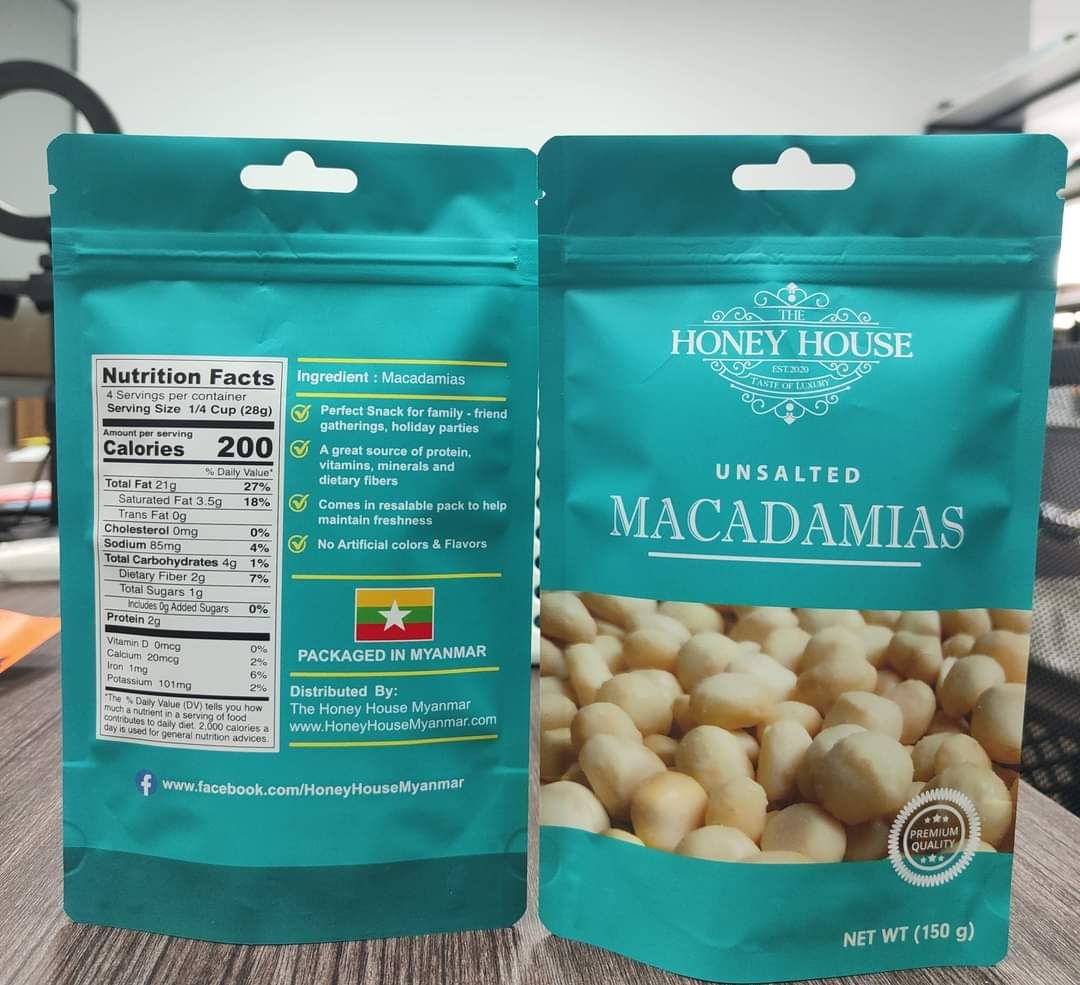 Nutrition Facts
4 Servings per container
Serving Size 1/4 Cup (28g)
Amount per serving
Calories 200
% Daily Value*
Total Fat 21g 27%
Saturated Fat 3.5g 18%
Trans Fat 0g
Cholesterol 0mg 0%
Sodium 85mg 4%
Total Carbohydrates 4g 1%
Dietary Fiber 2g 7%
Total Sugars 1g
Includes 0g Added Sugars 0%
Protein 2g
Vitamin D 0mcg 0%
Calcium 20mcg 2%
Iron 1mg 6%
Potassium 101mg 2%
*The % Daily Value (DV) tells you how
much a nutrient in a serving of food
contributes to daily diet. 2,000 calories a
day is used for general nutrition advices.
Ingredient : Macadamias
Perfect Snack for family - friend
gatherings, holiday parties
A great source of protein,
vitamins, minerals and
dietary fibers
Comes in resalable pack to help
maintain freshness
No Artificial colors & Flavors
PACKAGED IN MYANMAR
Distributed By:
The Honey House Myanmar
www.HoneyHouseMyanmar.com
www.facebook.com/HoneyHouseMyanmar
THE
HONEY HOUSE
EST.2020
TASTE OF LUXURY
UNSALTED
MACADAMIAS
PREMIUM
QUALITY
NET WT (150 g)